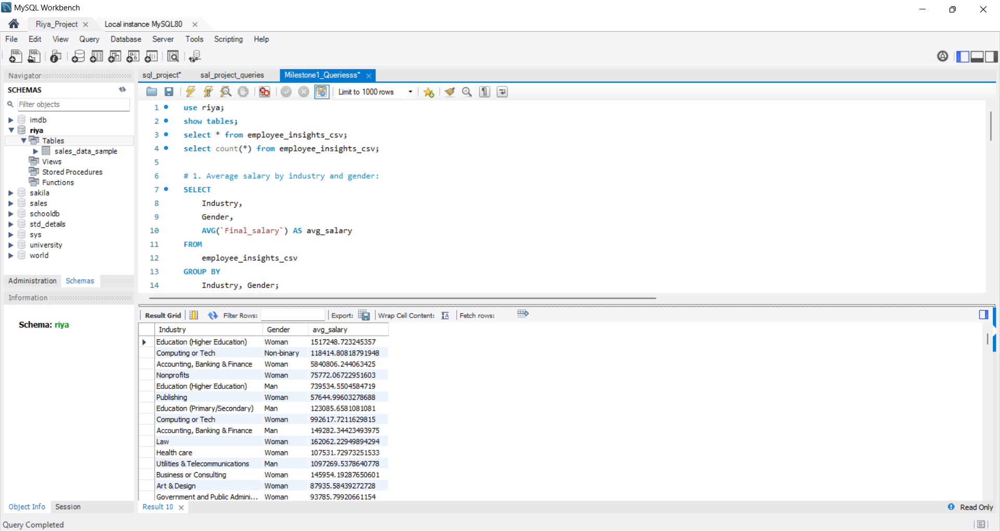 MySQL Workbench
Riya_Project
Local instance MySQL80
File Edit View Query Database Server Tools Scripting Help
Navigator
SCHEMAS
Filter objects
imdb
riya
Tables
sales_data_sample
Views
Stored Procedures
Functions
sakila
sales
schooldb
std_details
sys
university
world
Administration Schemas
Information
Schema: riya
Object Info Session
sql_project* sal_project_queries Milestone1_Queriesss*
Limit to 1000 rows
1 use riya;
2 show tables;
3 select * from employee_insights_csv;
4 select count(*) from employee_insights_csv;
5
6 # 1. Average salary by industry and gender:
7 SELECT
8 Industry,
9 Gender,
10 AVG(`Final_salary`) AS avg_salary
11 FROM
12 employee_insights_csv
13 GROUP BY
14 Industry, Gender;
Result Grid Filter Rows: Export: Wrap Cell Content: Fetch rows:
Industry Gender avg_salary
Education (Higher Education) Woman 1517248.723245357
Computing or Tech Non-binary 118414.80818791948
Accounting, Banking & Finance Woman 5840806.244063425
Nonprofits Woman 75772.06722951603
Education (Higher Education) Man 739534.5504584719
Publishing Woman 57644.99603278688
Education (Primary/Secondary) Man 123085.6581081081
Computing or Tech Woman 992617.7211629815
Accounting, Banking & Finance Man 149282.34423493975
Law Woman 162062.22949894294
Health care Woman 107531.72973251533
Utilities & Telecommunications Man 1097269.5378640778
Business or Consulting Woman 145954.19287650601
Art & Design Woman 87935.58439272728
Government and Public Admini... Woman 93785.79920661154
Result 10
Read Only
Query Completed